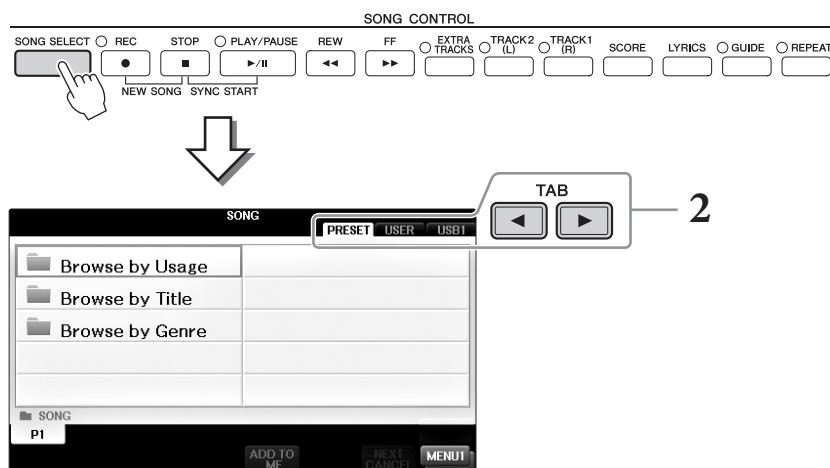 SONG CONTROL
SONG SELECT REC STOP PLAY/PAUSE REW FF EXTRA TRACKS TRACK2 (L) TRACK1 (R) SCORE LYRICS GUIDE REPEAT
NEW SONG SYNC START
TAB
2
SONG
PRESET USER USB1
Browse by Usage
Browse by Title
Browse by Genre
SONG
P1
ADD TO ME NEXT CANCEL MENU1